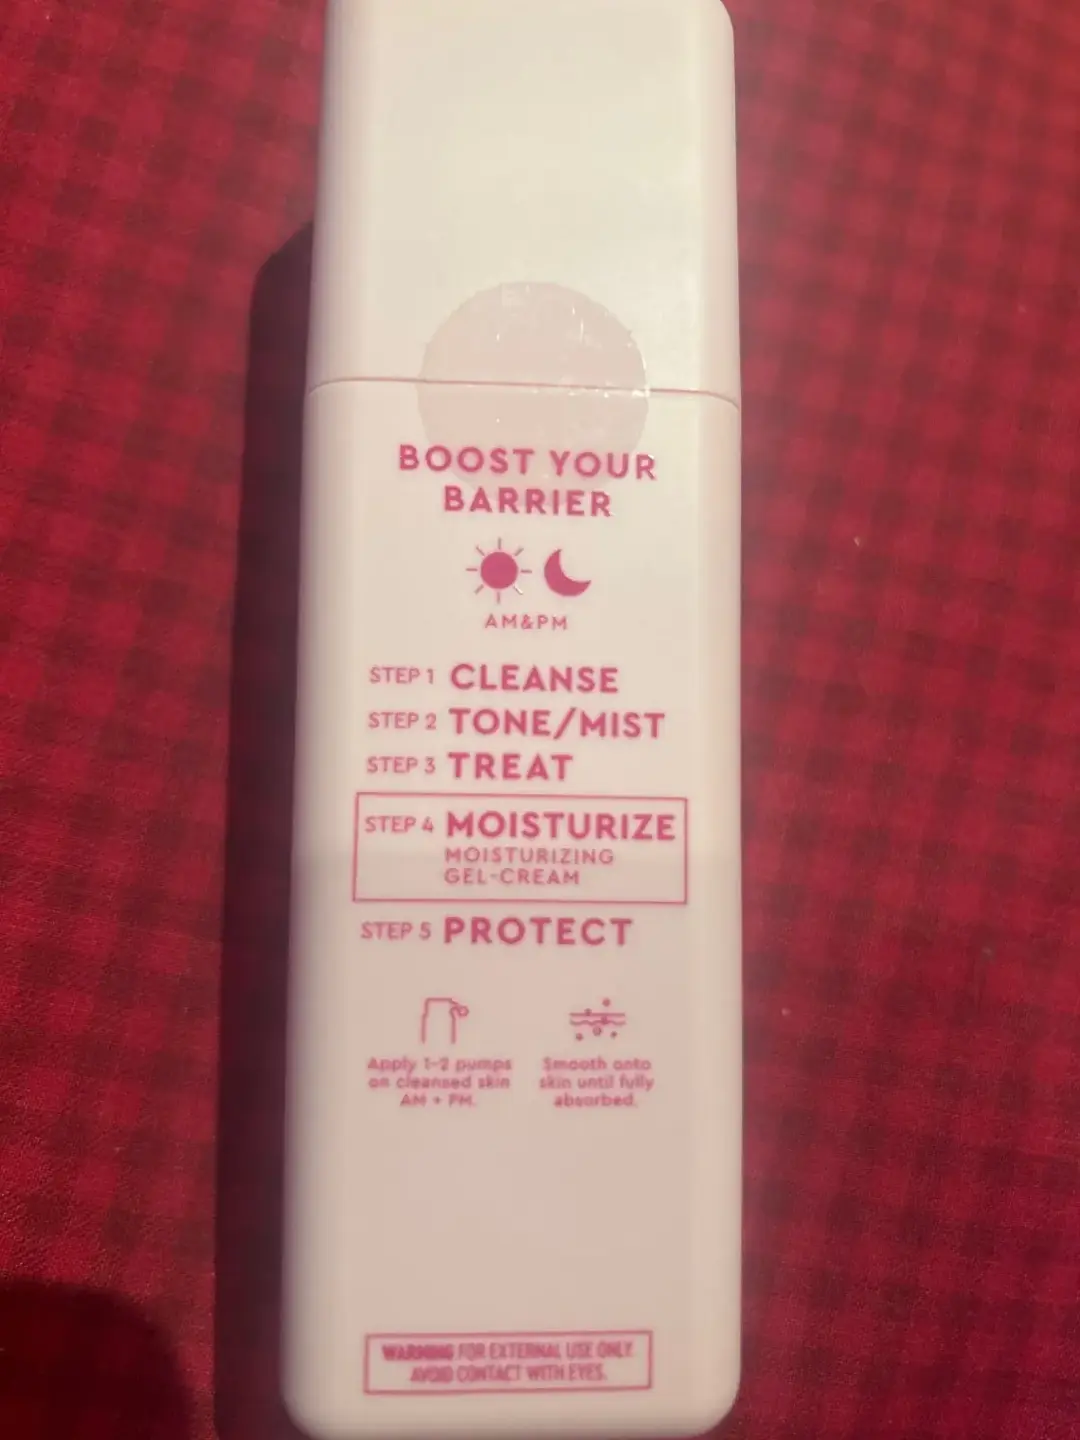 BOOST YOUR
BARRIER
AM&PM
STEP 1 CLEANSE
STEP 2 TONE/MIST
STEP 3 TREAT
STEP 4 MOISTURIZE
MOISTURIZING
GEL-CREAM
STEP 5 PROTECT
Apply 1-2 pumps
on cleansed skin
AM + PM.
Smooth onto
skin until fully
absorbed.
WARNING FOR EXTERNAL USE ONLY.
AVOID CONTACT WITH EYES.